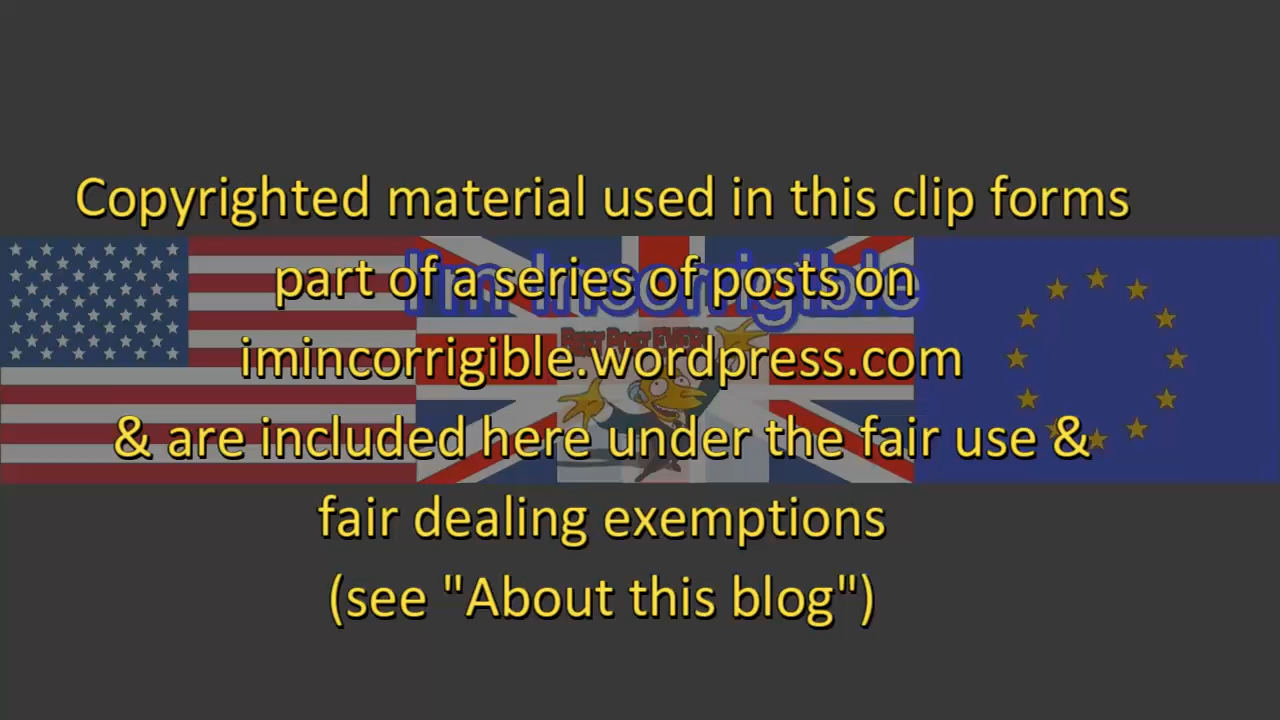 Copyrighted material used in this clip forms
I'm Incorrigible
part of a series of posts on
imincorrigible.wordpress.com
& are included here under the fair use &
fair dealing exemptions
(see "About this blog")